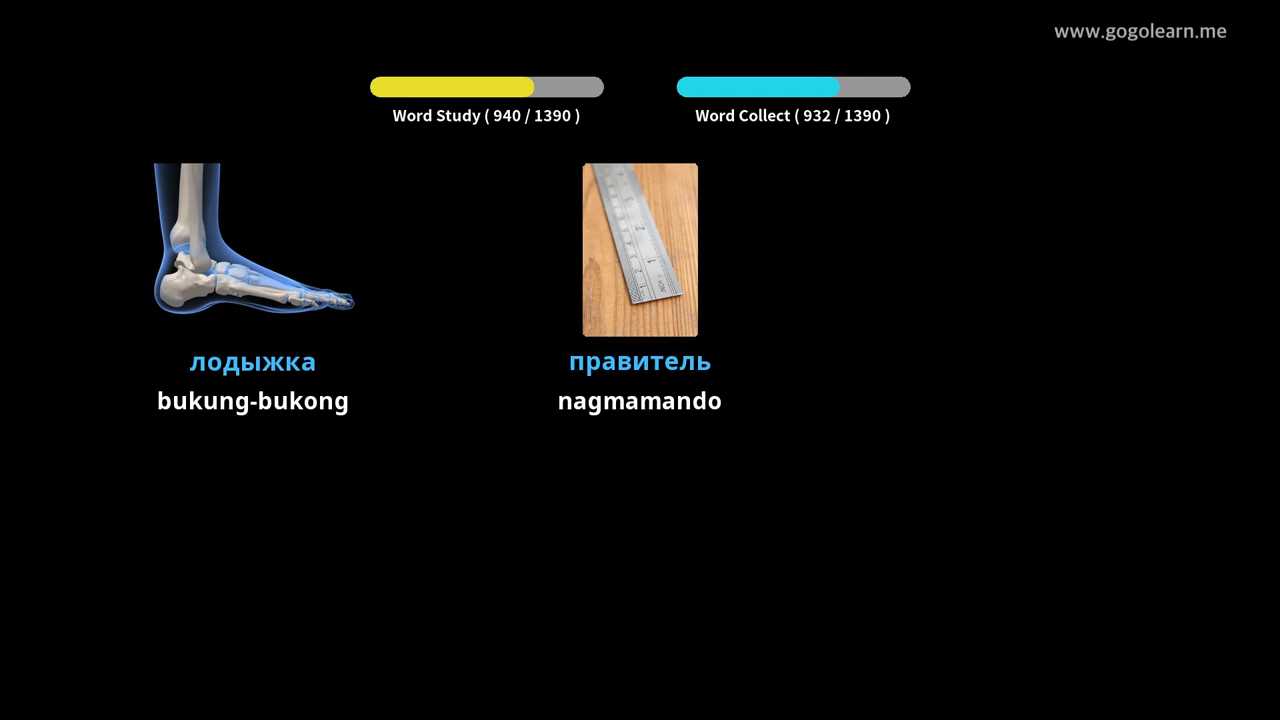 www.gogolearn.me
Word Study ( 940 / 1390 )
Word Collect ( 932 / 1390 )
лодыжка
bukung-bukong
правитель
nagmamando